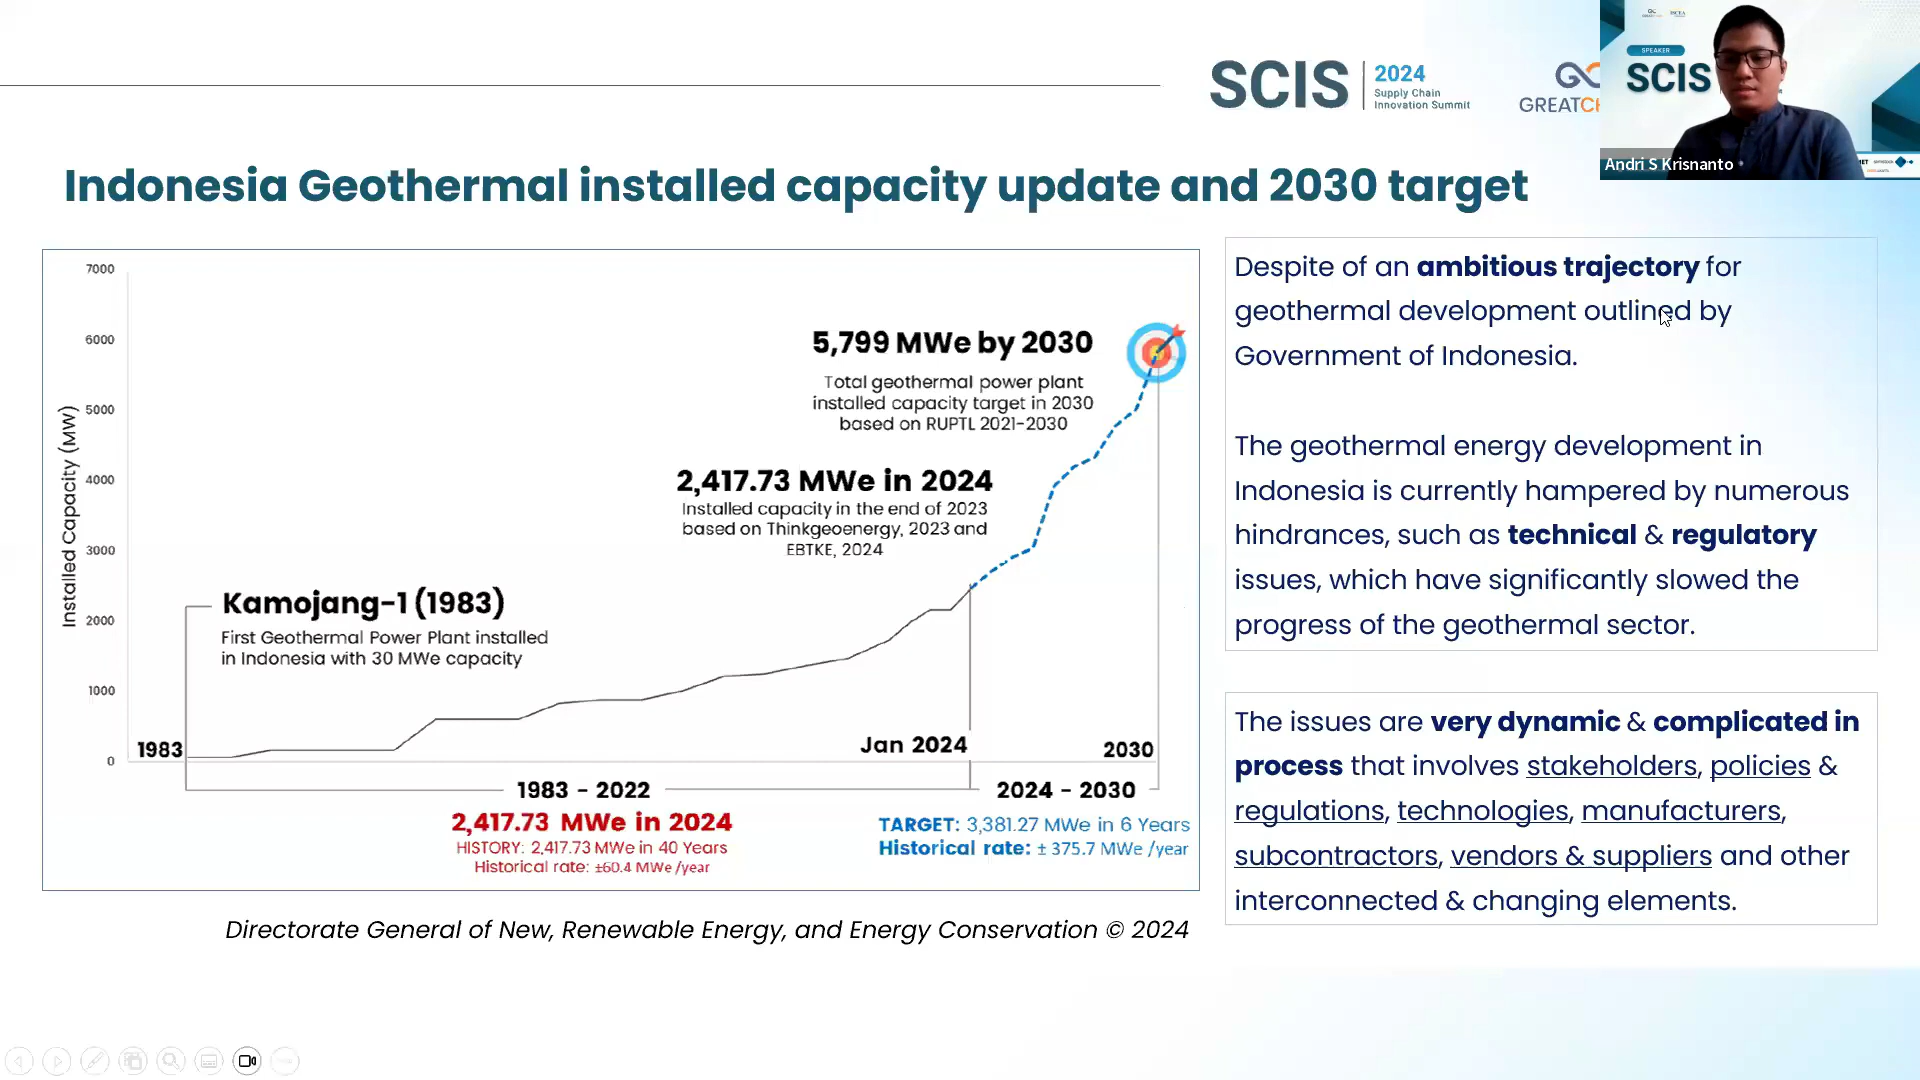 SCIS
2024
Supply Chain
Innovation Summit
GREATC
SPEAKER
SCIS
Andri S Krisnanto
Indonesia Geothermal installed capacity update and 2030 target
7000
6000
5000
4000
3000
2000
1000
0
Installed Capacity (MW)
5,799 MWe by 2030
Total geothermal power plant
installed capacity target in 2030
based on RUPTL 2021-2030
2,417.73 MWe in 2024
Installed capacity in the end of 2023
based on Thinkgeoenergy, 2023 and
EBTKE, 2024
Kamojang-1 (1983)
First Geothermal Power Plant installed
in Indonesia with 30 MWe capacity
1983
Jan 2024
2030
1983 - 2022
2024 - 2030
2,417.73 MWe in 2024
HISTORY: 2,417.73 MWe in 40 Years
Historical rate: ±60.4 MWe/year
TARGET: 3,381.27 MWe in 6 Years
Historical rate: ± 375.7 MWe /year
Directorate General of New, Renewable Energy, and Energy Conservation © 2024
Despite of an ambitious trajectory for
geothermal development outlined by
Government of Indonesia.
The geothermal energy development in
Indonesia is currently hampered by numerous
hindrances, such as technical & regulatory
issues, which have significantly slowed the
progress of the geothermal sector.
The issues are very dynamic & complicated in
process that involves stakeholders, policies &
regulations, technologies, manufacturers,
subcontractors, vendors & suppliers and other
interconnected & changing elements.